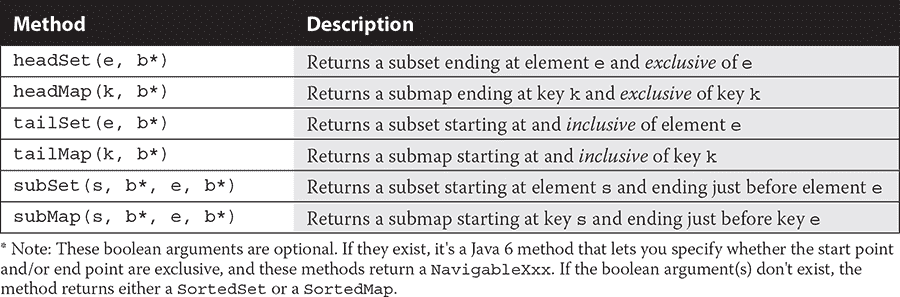 Method Description
headSet(e, b*) Returns a subset ending at element e and exclusive of e
headMap(k, b*) Returns a submap ending at key k and exclusive of key k
tailSet(e, b*) Returns a subset starting at and inclusive of element e
tailMap(k, b*) Returns a submap starting at and inclusive of key k
subSet(s, b*, e, b*) Returns a subset starting at element s and ending just before element e
subMap(s, b*, e, b*) Returns a submap starting at key s and ending just before key e
* Note: These boolean arguments are optional. If they exist, it's a Java 6 method that lets you specify whether the start point
and/or end point are exclusive, and these methods return a NavigableXxx. If the boolean argument(s) don't exist, the
method returns either a SortedSet or a SortedMap.